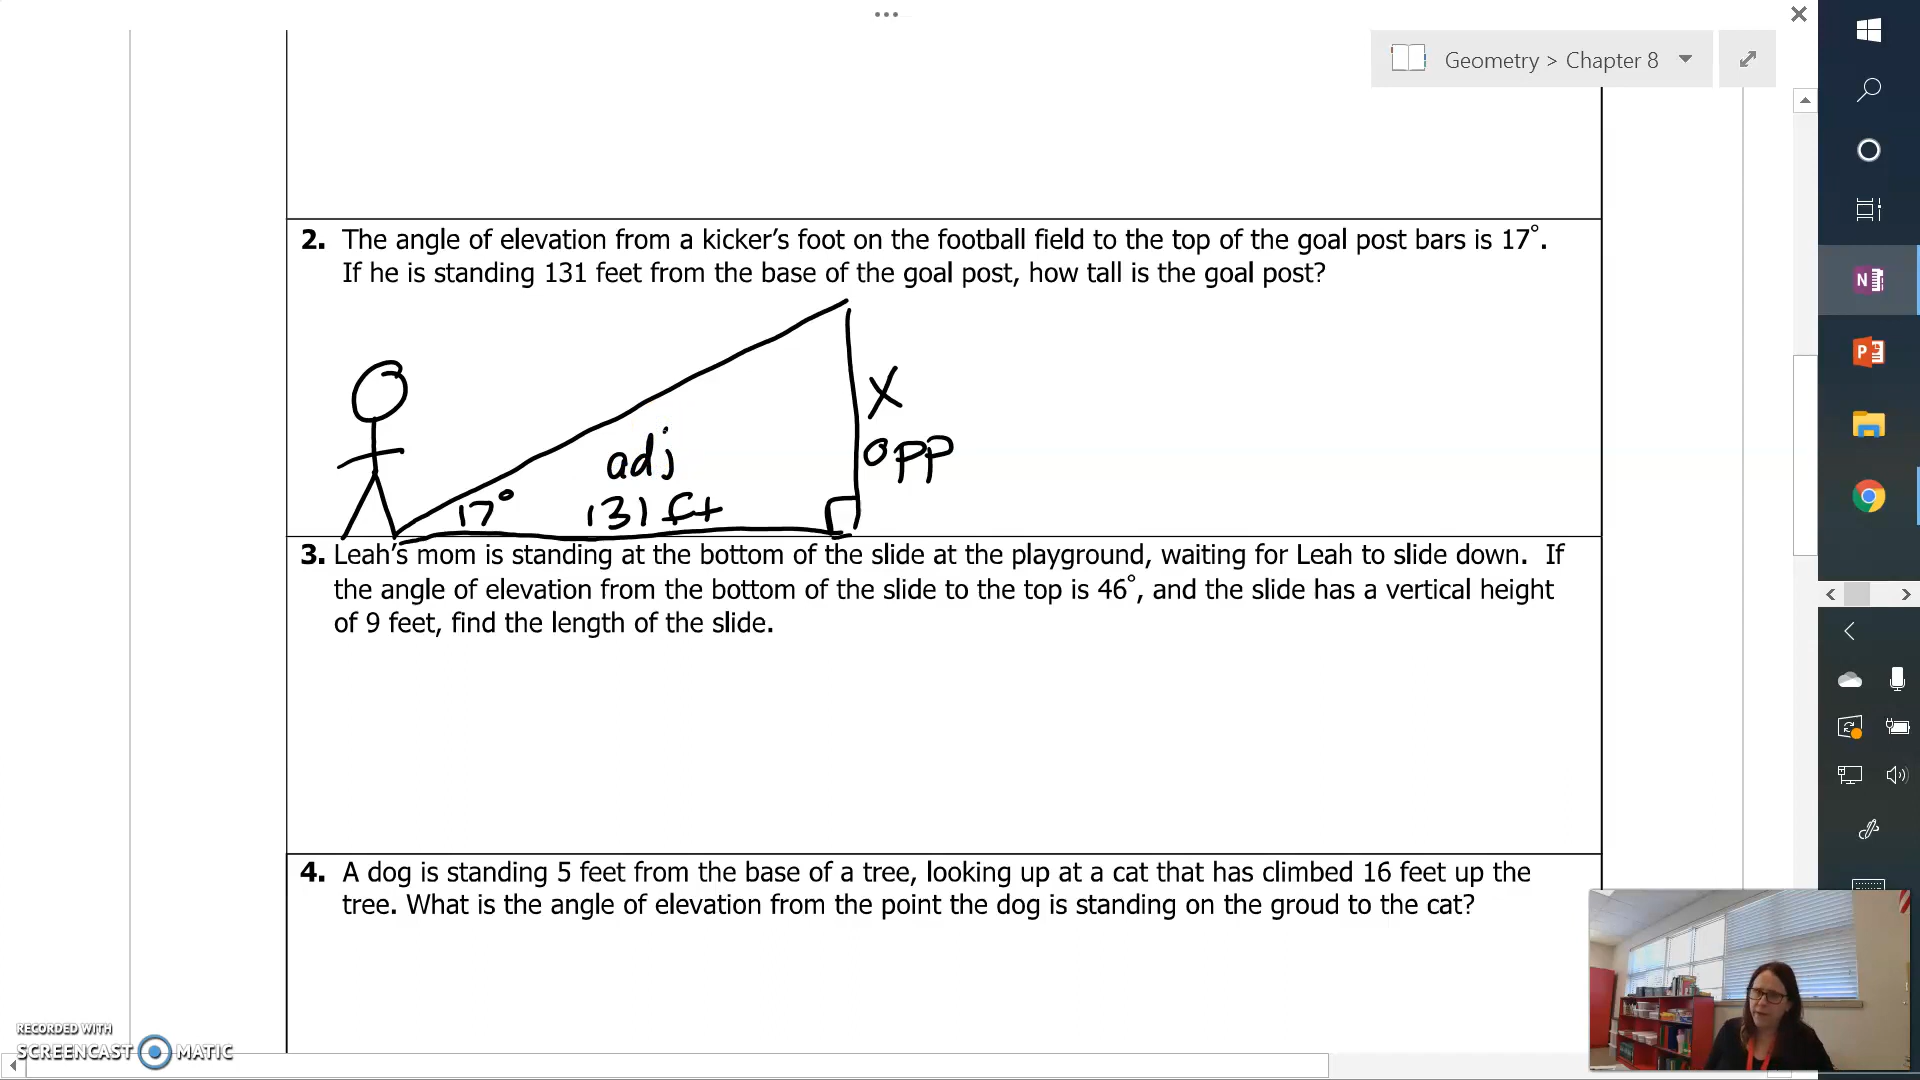 Geometry > Chapter 8
2. The angle of elevation from a kicker's foot on the football field to the top of the goal post bars is 17°.
If he is standing 131 feet from the base of the goal post, how tall is the goal post?
x
opp
adj
17°
131 ft
3. Leah's mom is standing at the bottom of the slide at the playground, waiting for Leah to slide down. If
the angle of elevation from the bottom of the slide to the top is 46°, and the slide has a vertical height
of 9 feet, find the length of the slide.
4. A dog is standing 5 feet from the base of a tree, looking up at a cat that has climbed 16 feet up the
tree. What is the angle of elevation from the point the dog is standing on the groud to the cat?
RECORDED WITH
SCREENCAST MATIC